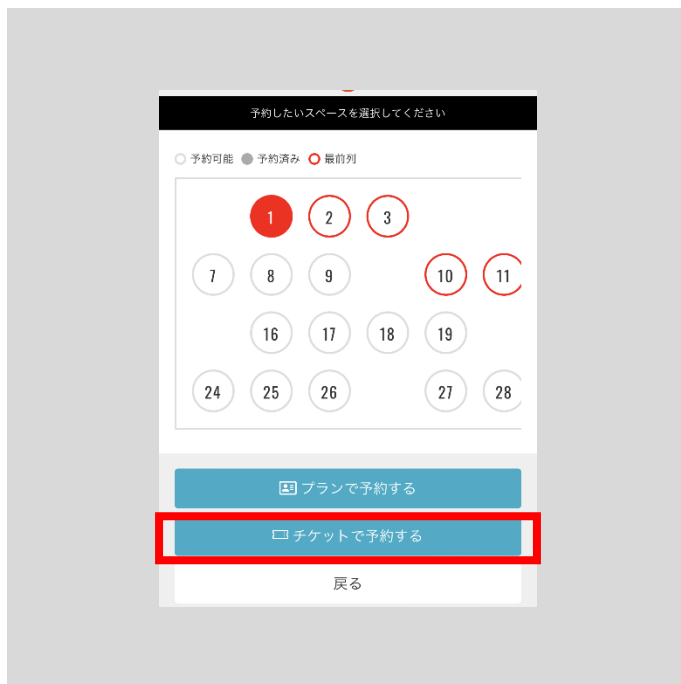 予約したいスペースを選択してください
予約可能 予約済み 最前列
1 2 3
7 8 9 10 11
16 17 18 19
24 25 26 27 28
プランで予約する
チケットで予約する
戻る